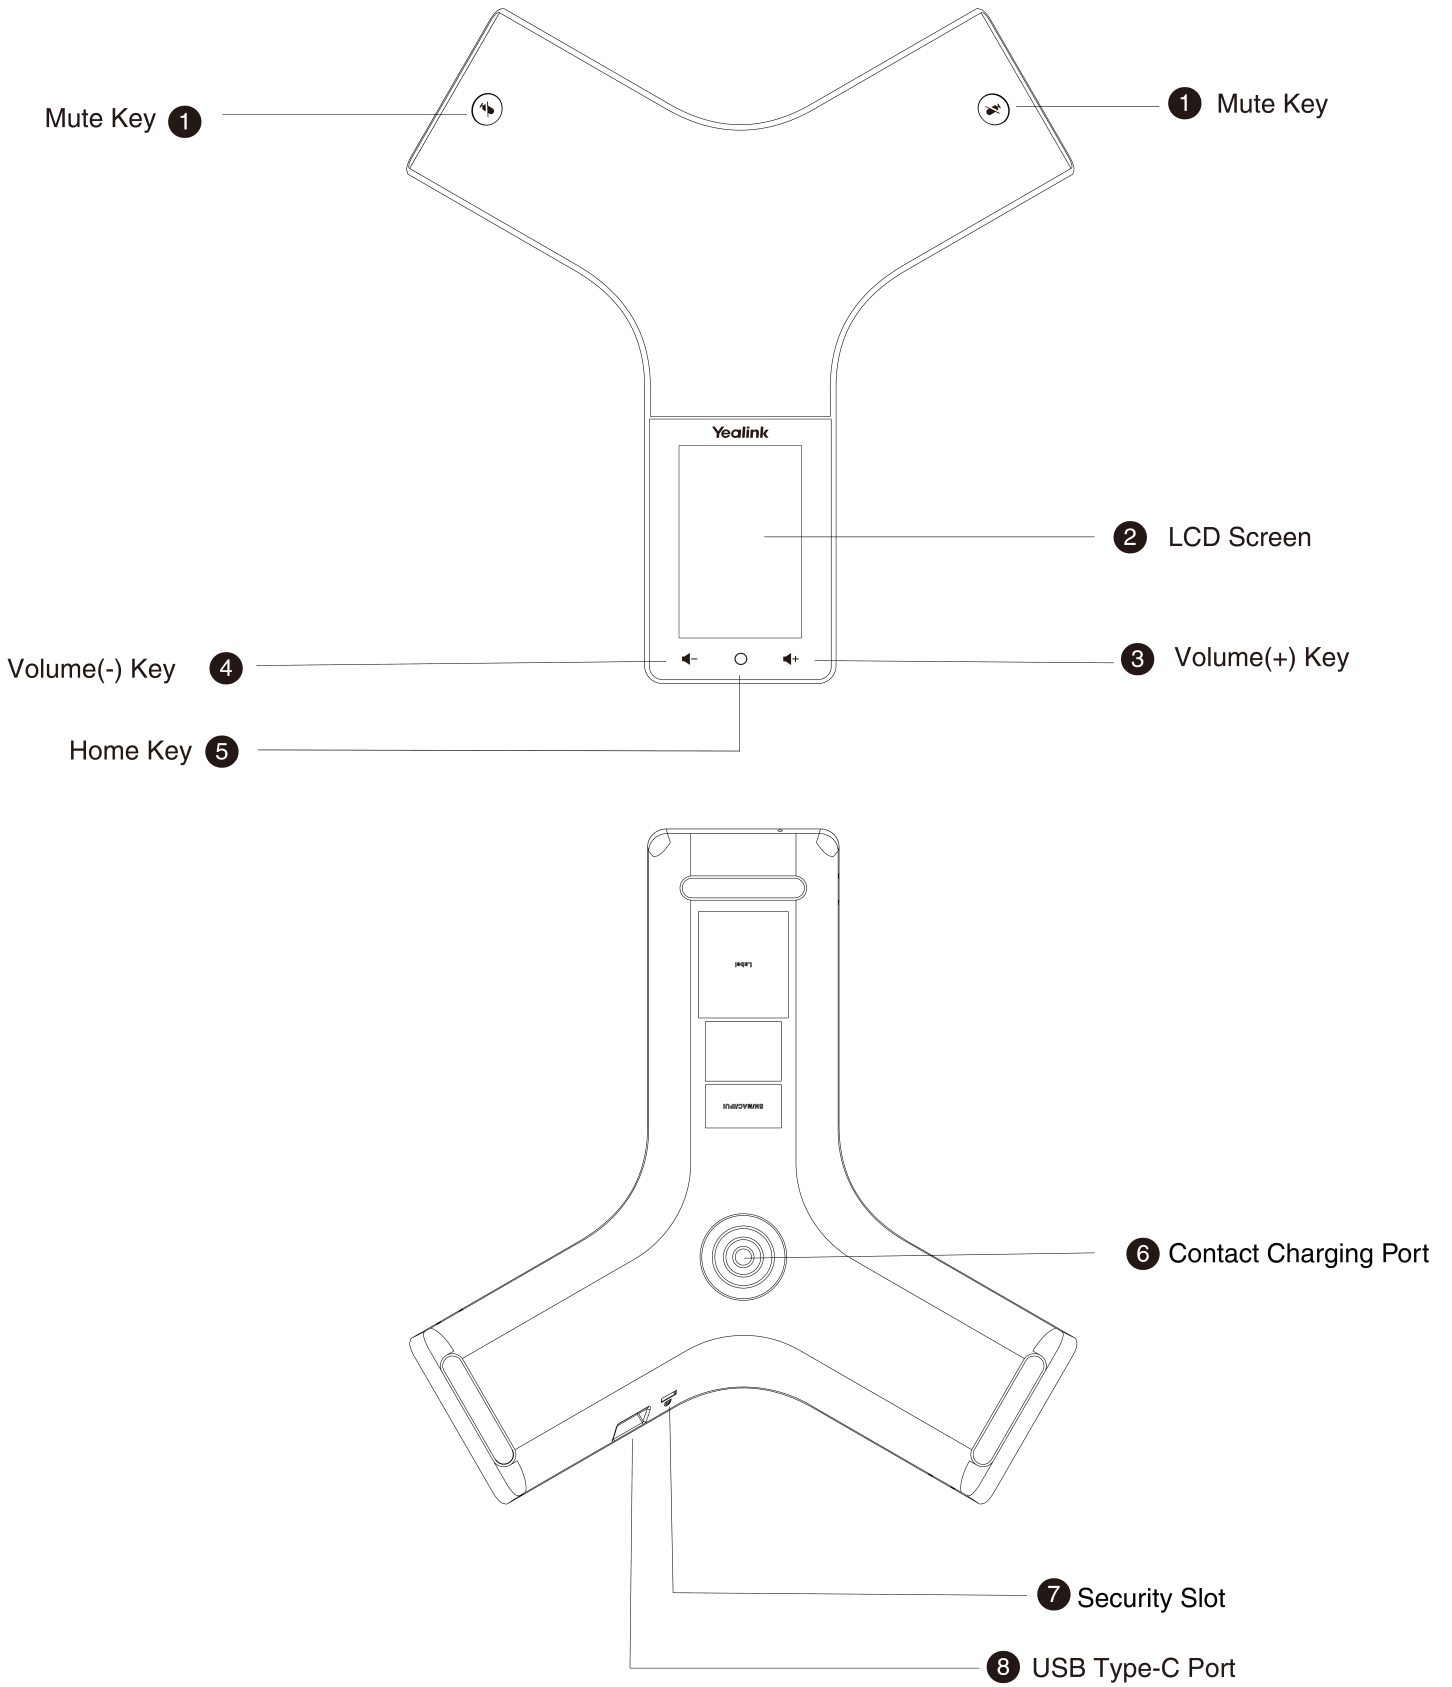 Mute Key 1
1 Mute Key
Yealink
2 LCD Screen
Volume(-) Key 4
3 Volume(+) Key
Home Key 5
Label
6 Contact Charging Port
7 Security Slot
8 USB Type-C Port